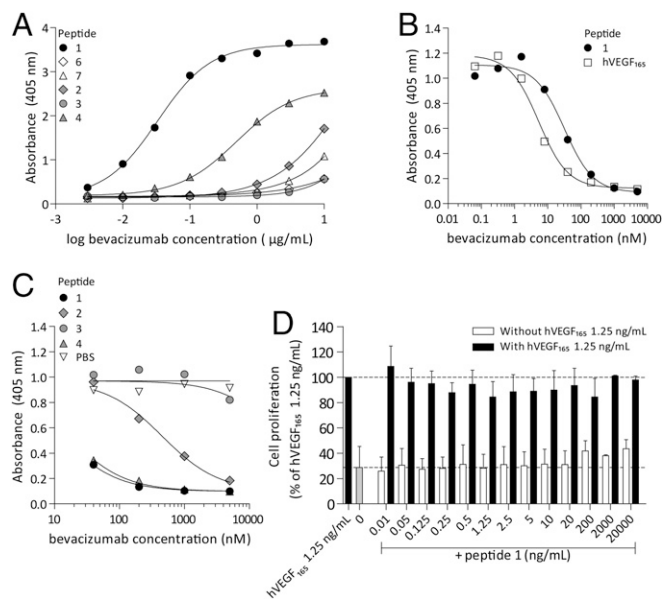 A
Peptide
1
6
7
2
3
4
Absorbance (405 nm)
4
3
2
1
0
-3 -2 -1 0 1
log bevacizumab concentration ( µg/mL)
B
Peptide
1
hVEGF₁₆₅
Absorbance (405 nm)
1.4
1.2
1.0
0.8
0.6
0.4
0.2
0.0
0.01 0.1 1 10 100 1000 10000
bevacizumab concentration (nM)
C
Peptide
1
2
3
4
PBS
Absorbance (405 nm)
1.4
1.2
1.0
0.8
0.6
0.4
0.2
0.0
10 100 1000 10000
bevacizumab concentration (nM)
D
Without hVEGF₁₆₅ 1.25 ng/mL
With hVEGF₁₆₅ 1.25 ng/mL
Cell proliferation
(% of hVEGF₁₆₅ 1.25 ng/mL)
140
120
100
80
60
40
20
0
hVEGF₁₆₅ 1.25 ng/mL 0 0.01 0.05 0.125 0.25 0.5 1.25 2.5 5 10 20 200 2000 20000
+ peptide 1 (ng/mL)